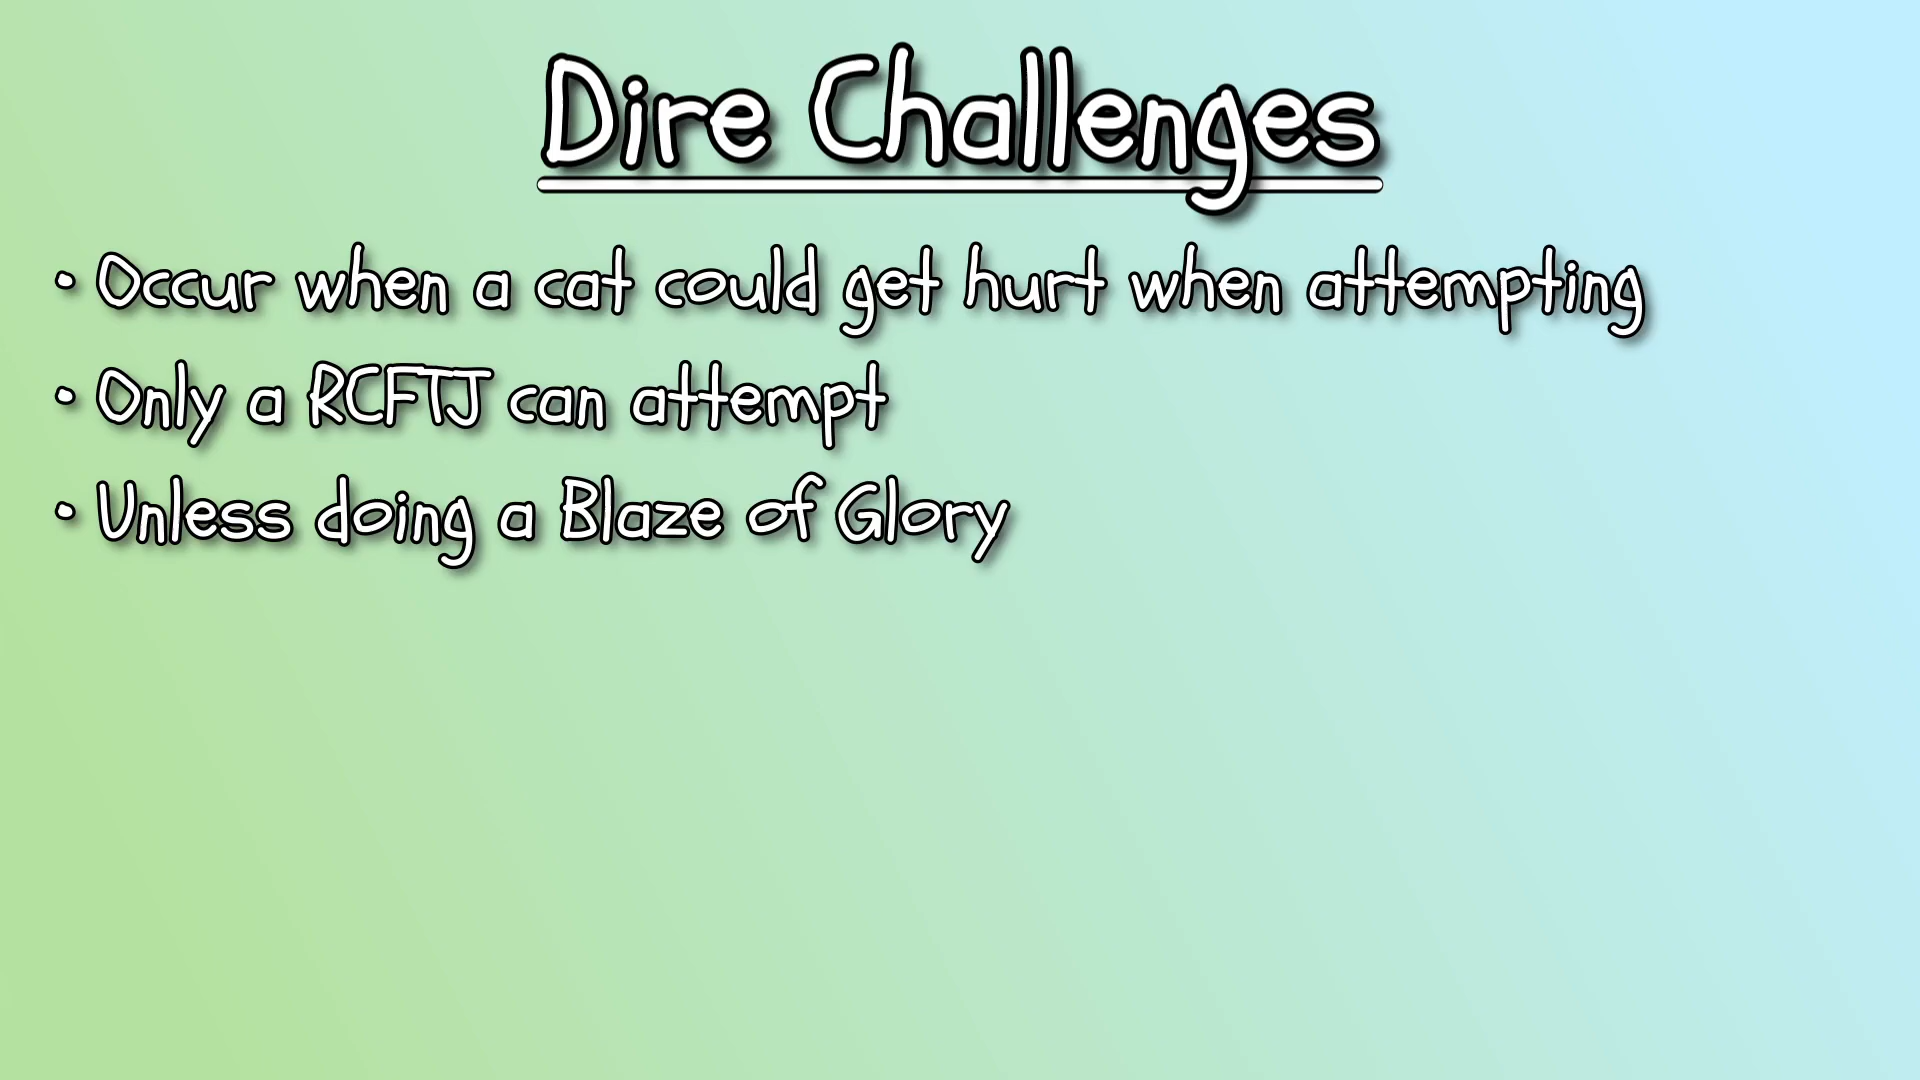 Dire Challenges
• Occur when a cat could get hurt when attempting
• Only a RCFTJ can attempt
• Unless doing a Blaze of Glory